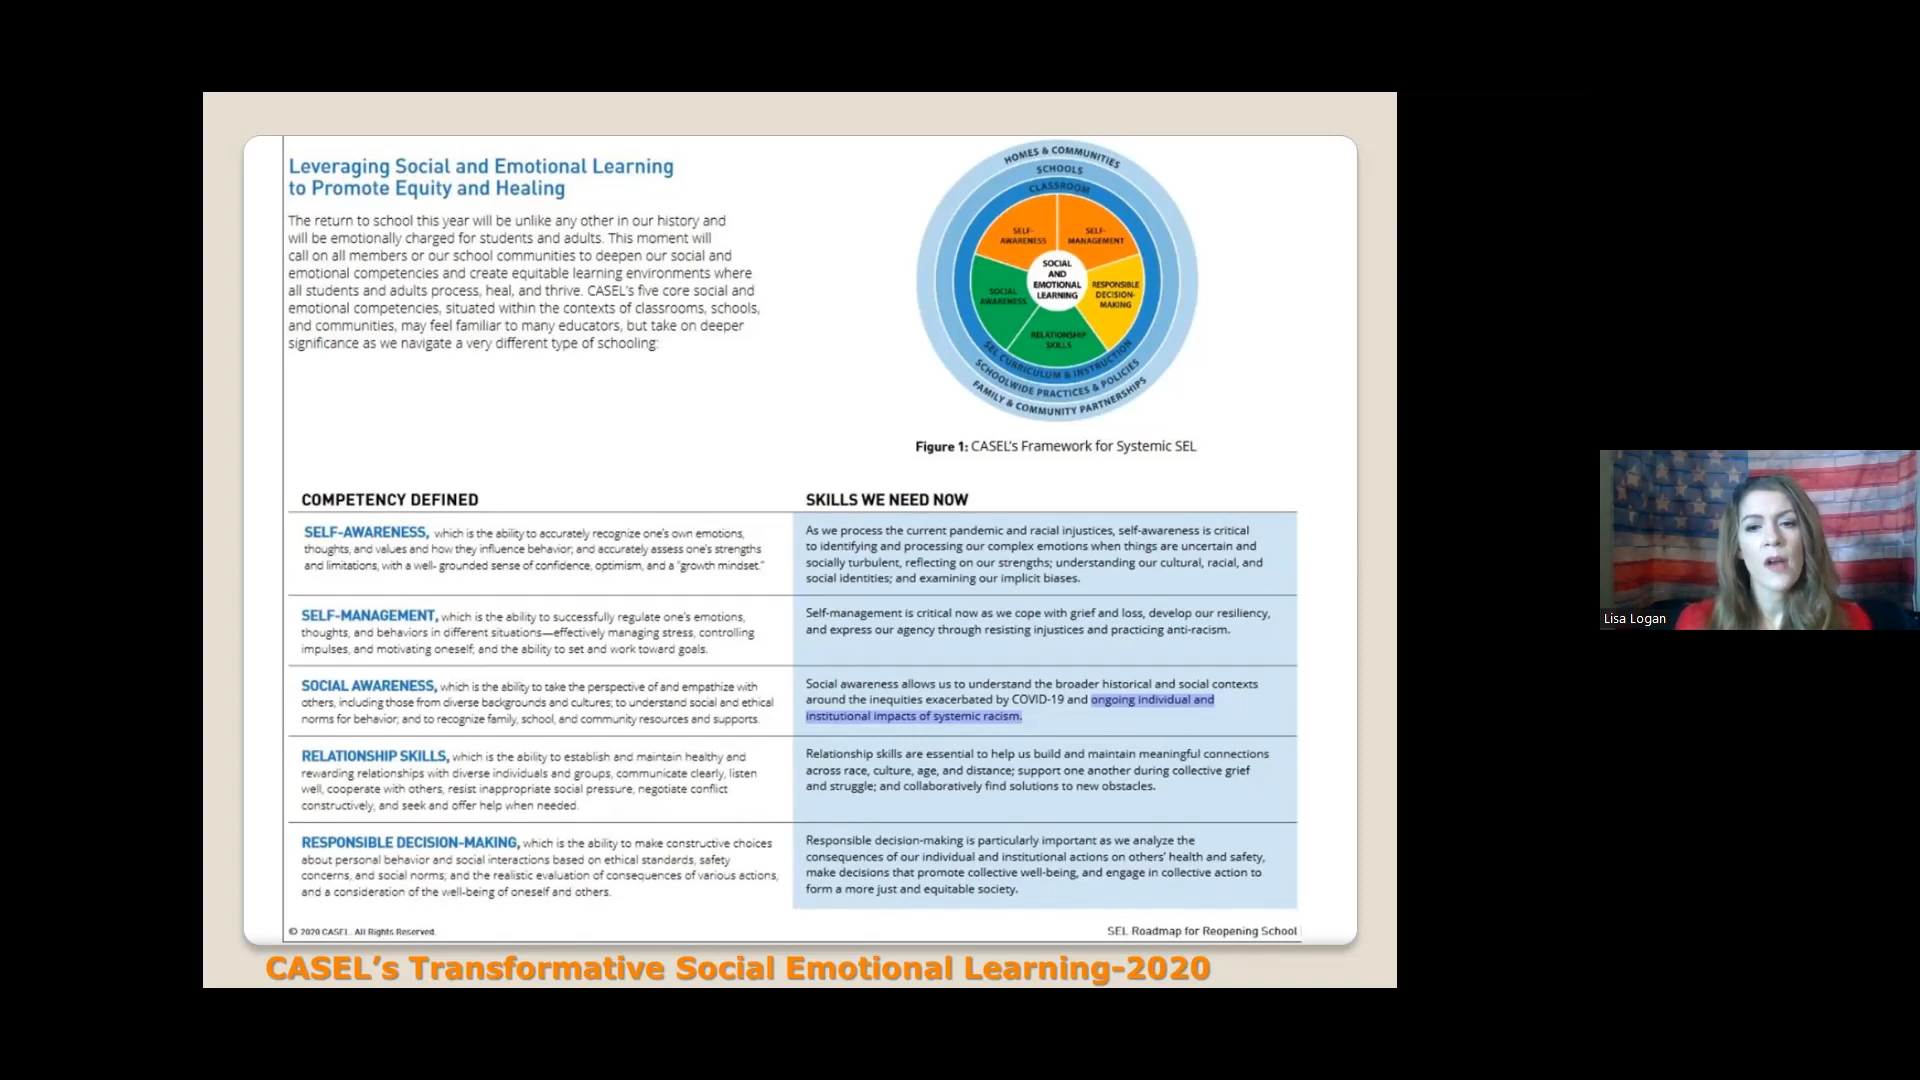 Leveraging Social and Emotional Learning
to Promote Equity and Healing
The return to school this year will be unlike any other in our history and
will be emotionally charged for students and adults. This moment will
call on all members or our school communities to deepen our social and
emotional competencies and create equitable learning environments where
all students and adults process, heal, and thrive. CASEL's five core social and
emotional competencies, situated within the contexts of classrooms, schools,
and communities, may feel familiar to many educators, but take on deeper
significance as we navigate a very different type of schooling:
HOMES & COMMUNITIES
SCHOOLS
CLASSROOM
SELF-
AWARENESS
SELF-
MANAGEMENT
SOCIAL
AND
EMOTIONAL
LEARNING
SOCIAL
AWARENESS
RESPONSIBLE
DECISION-
MAKING
RELATIONSHIP
SKILLS
SEL CURRICULUM & INSTRUCTION
SCHOOLWIDE PRACTICES & POLICIES
FAMILY & COMMUNITY PARTNERSHIPS
Figure 1: CASEL's Framework for Systemic SEL
COMPETENCY DEFINED
SKILLS WE NEED NOW
SELF-AWARENESS, which is the ability to accurately recognize one's own emotions,
thoughts, and values and how they influence behavior; and accurately assess one's strengths
and limitations, with a well- grounded sense of confidence, optimism, and a "growth mindset."
As we process the current pandemic and racial injustices, self-awareness is critical
to identifying and processing our complex emotions when things are uncertain and
socially turbulent, reflecting on our strengths; understanding our cultural, racial, and
social identities; and examining our implicit biases.
SELF-MANAGEMENT, which is the ability to successfully regulate one's emotions,
thoughts, and behaviors in different situations—effectively managing stress, controlling
impulses, and motivating oneself; and the ability to set and work toward goals.
Self-management is critical now as we cope with grief and loss, develop our resiliency,
and express our agency through resisting injustices and practicing anti-racism.
SOCIAL AWARENESS, which is the ability to take the perspective of and empathize with
others, including those from diverse backgrounds and cultures; to understand social and ethical
norms for behavior; and to recognize family, school, and community resources and supports.
Social awareness allows us to understand the broader historical and social contexts
around the inequities exacerbated by COVID-19 and ongoing individual and
institutional impacts of systemic racism.
RELATIONSHIP SKILLS, which is the ability to establish and maintain healthy and
rewarding relationships with diverse individuals and groups, communicate clearly, listen
well, cooperate with others, resist inappropriate social pressure, negotiate conflict
constructively, and seek and offer help when needed.
Relationship skills are essential to help us build and maintain meaningful connections
across race, culture, age, and distance; support one another during collective grief
and struggle; and collaboratively find solutions to new obstacles.
RESPONSIBLE DECISION-MAKING, which is the ability to make constructive choices
about personal behavior and social interactions based on ethical standards, safety
concerns, and social norms; and the realistic evaluation of consequences of various actions,
and a consideration of the well-being of oneself and others.
Responsible decision-making is particularly important as we analyze the
consequences of our individual and institutional actions on others' health and safety,
make decisions that promote collective well-being, and engage in collective action to
form a more just and equitable society.
© 2020 CASEL. All Rights Reserved.
SEL Roadmap for Reopening School
CASEL's Transformative Social Emotional Learning-2020
Lisa Logan